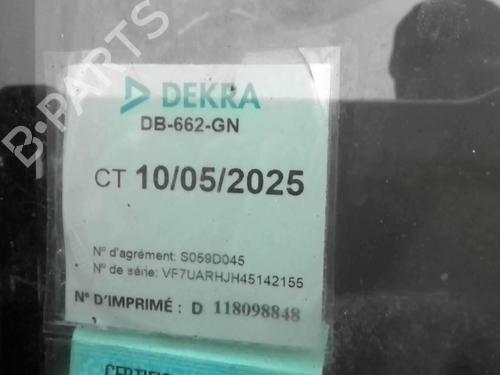 B-PARTS
DEKRA
DB-662-GN
CT 10/05/2025
N° d'agrément: S059D045
N° de série: VF7UARHJH45142155
N° D'IMPRIMÉ : D 118098848